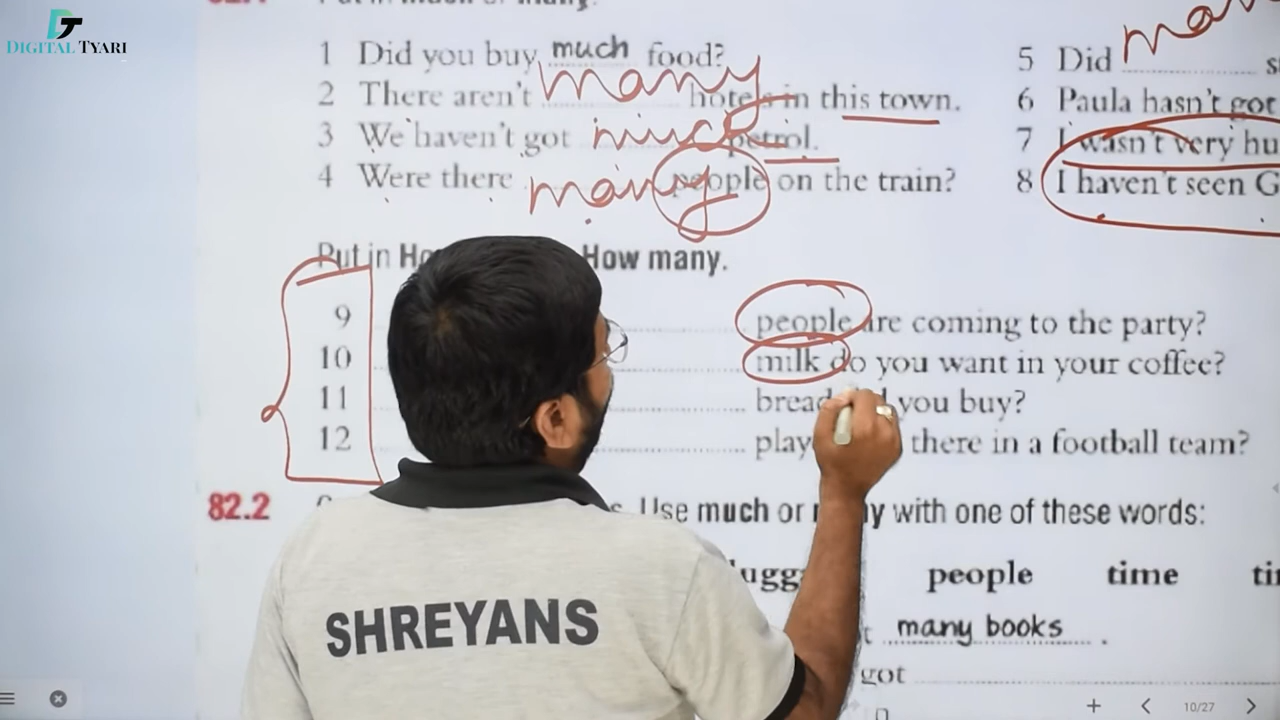 DIGITAL TYARI
1 Did you buy much food?
2 There aren't many hotels in this town.
3 We haven't got much petrol.
4 Were there many people on the train?
many
5 Did
6 Paula hasn't got
7 I wasn't very hu
8 I haven't seen G
Put in How many.
9 people are coming to the party?
10 milk do you want in your coffee?
11 bread you buy?
12 play there in a football team?
82.2 Use much or many with one of these words:
people time
many books .
got
SHREYANS
10/27